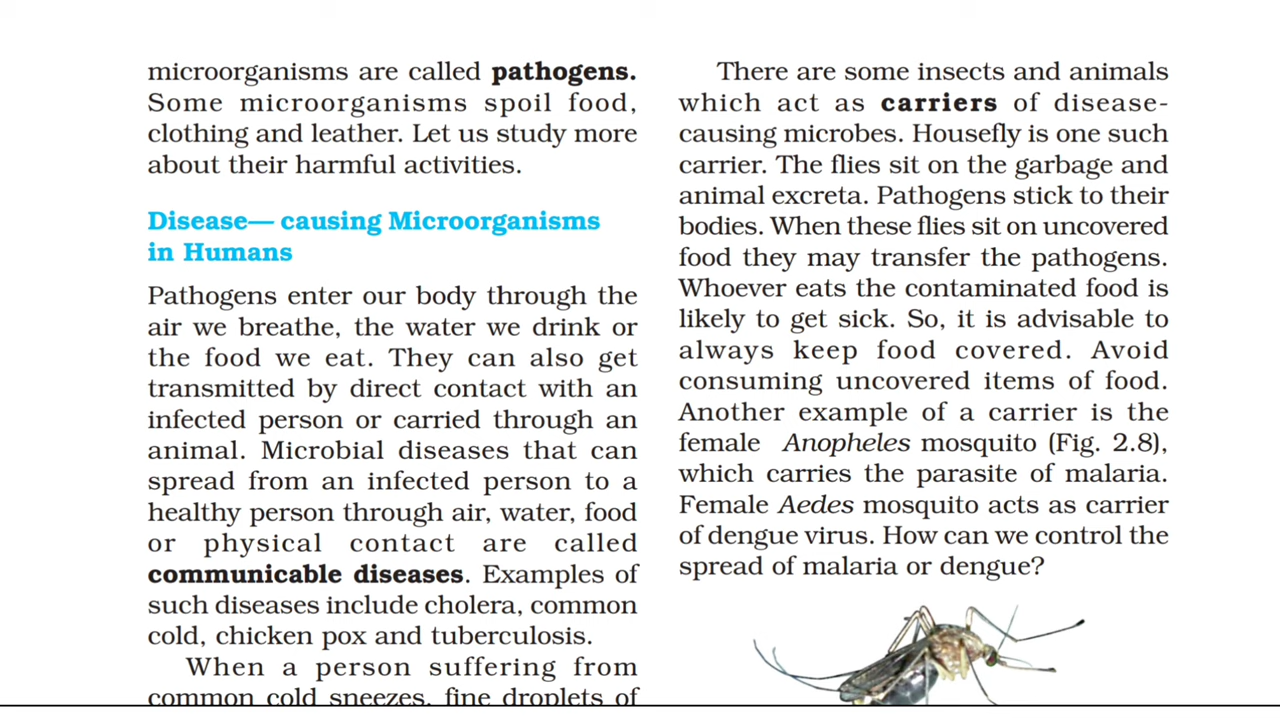 microorganisms are called pathogens.
Some microorganisms spoil food,
clothing and leather. Let us study more
about their harmful activities.
Disease— causing Microorganisms
in Humans
Pathogens enter our body through the
air we breathe, the water we drink or
the food we eat. They can also get
transmitted by direct contact with an
infected person or carried through an
animal. Microbial diseases that can
spread from an infected person to a
healthy person through air, water, food
or physical contact are called
communicable diseases. Examples of
such diseases include cholera, common
cold, chicken pox and tuberculosis.
When a person suffering from
common cold sneezes, fine droplets of
There are some insects and animals
which act as carriers of disease-
causing microbes. Housefly is one such
carrier. The flies sit on the garbage and
animal excreta. Pathogens stick to their
bodies. When these flies sit on uncovered
food they may transfer the pathogens.
Whoever eats the contaminated food is
likely to get sick. So, it is advisable to
always keep food covered. Avoid
consuming uncovered items of food.
Another example of a carrier is the
female Anopheles mosquito (Fig. 2.8),
which carries the parasite of malaria.
Female Aedes mosquito acts as carrier
of dengue virus. How can we control the
spread of malaria or dengue?